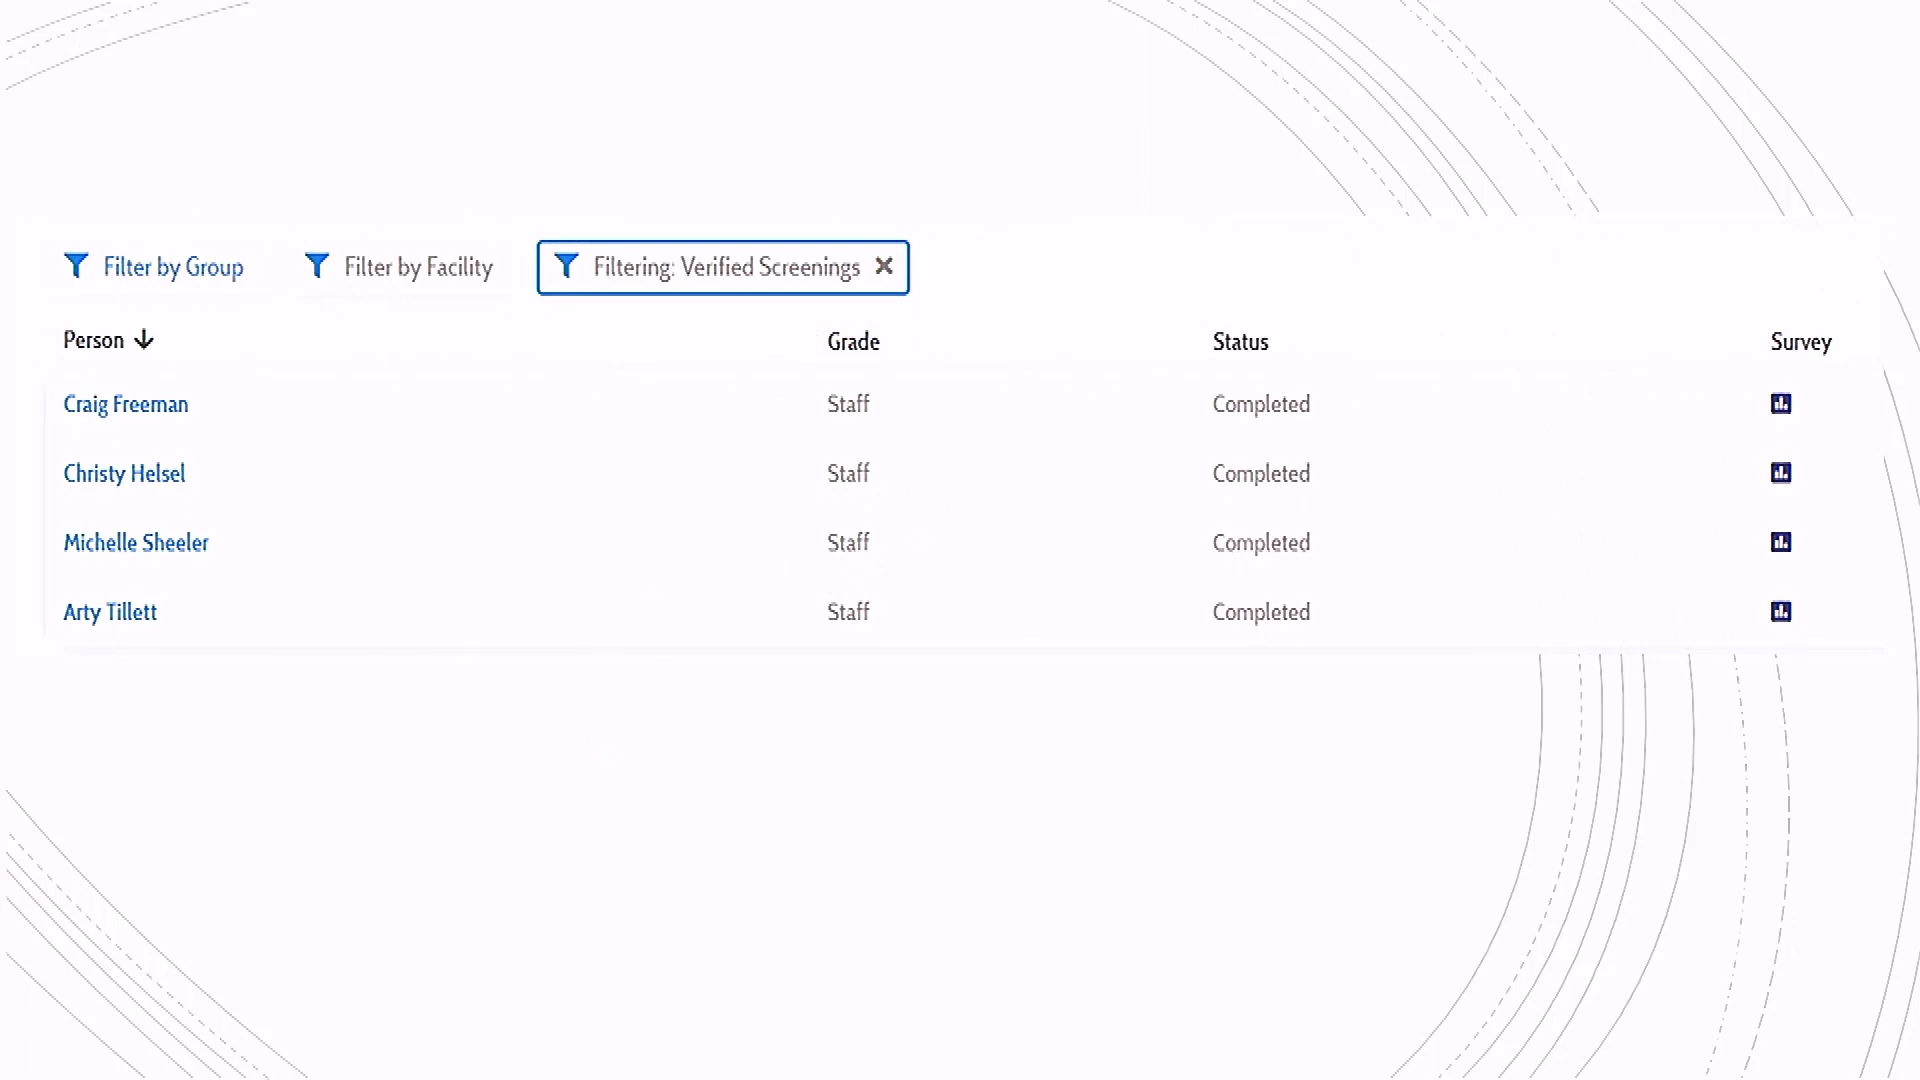 Filter by Group Filter by Facility Filtering: Verified Screenings
Person Grade Status Survey
Craig Freeman Staff Completed
Christy Helsel Staff Completed
Michelle Sheeler Staff Completed
Arty Tillett Staff Completed